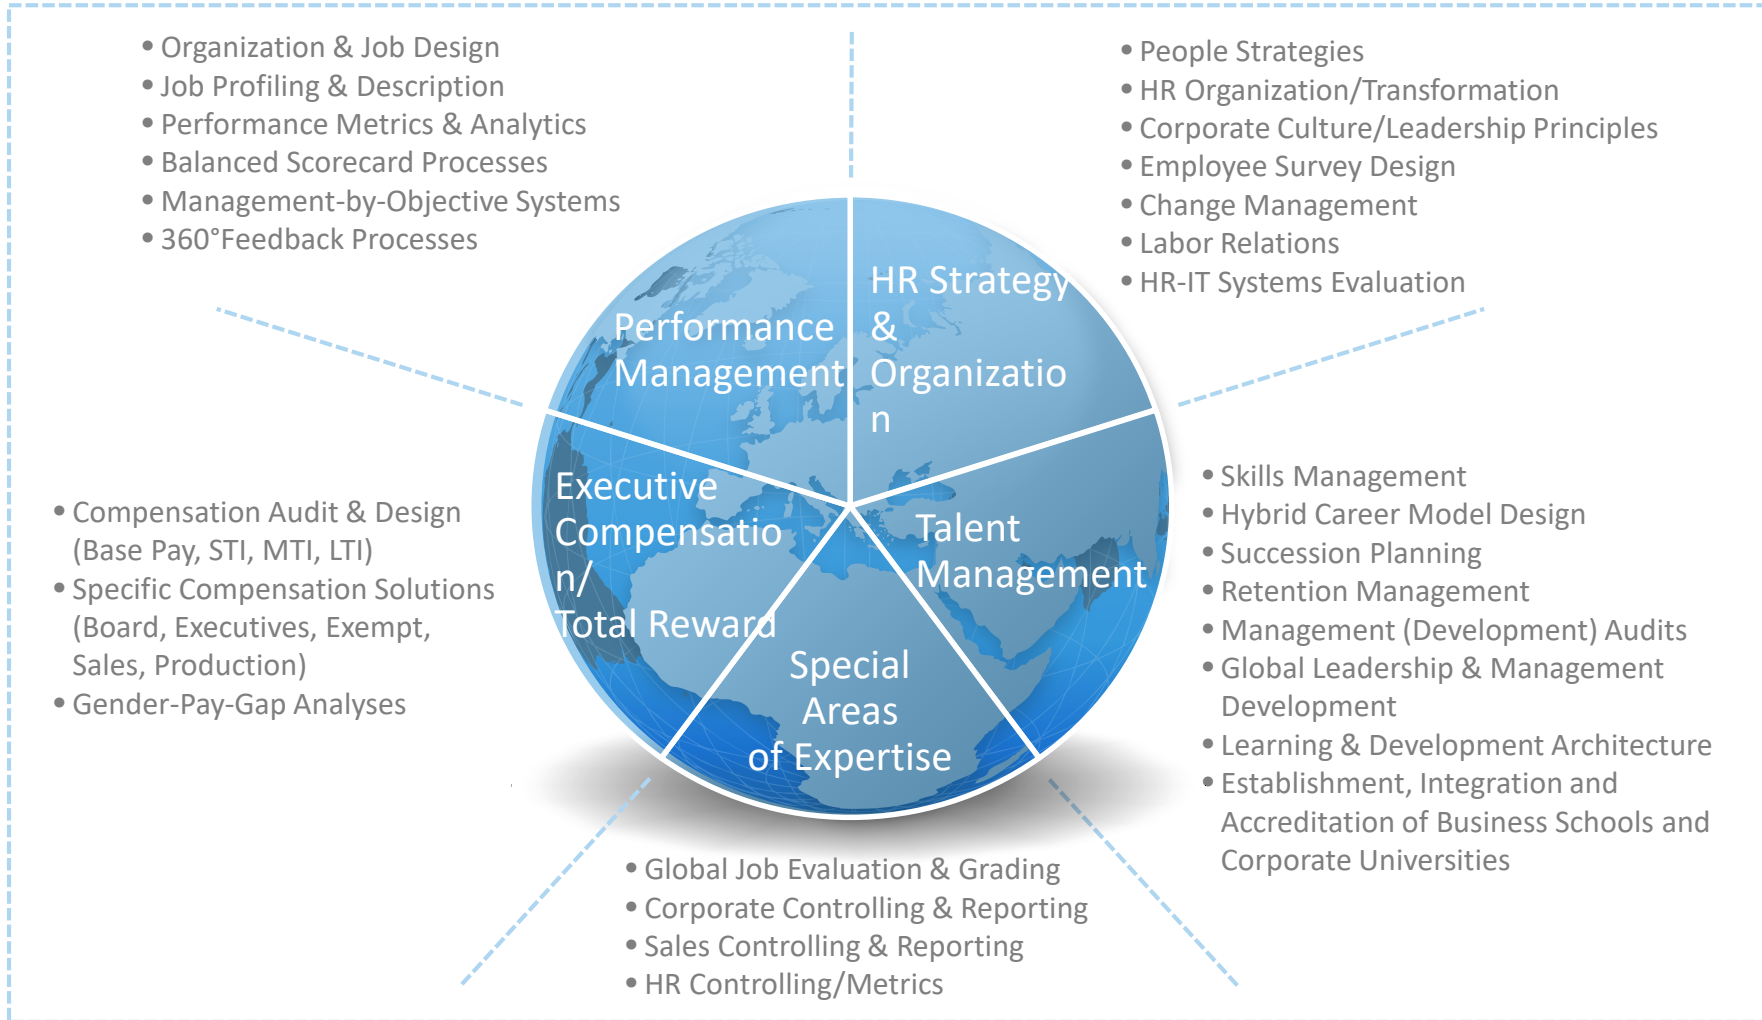 • Organization & Job Design
• Job Profiling & Description
• Performance Metrics & Analytics
• Balanced Scorecard Processes
• Management-by-Objective Systems
• 360°Feedback Processes
• People Strategies
• HR Organization/Transformation
• Corporate Culture/Leadership Principles
• Employee Survey Design
• Change Management
• Labor Relations
• HR-IT Systems Evaluation
Performance
Management
HR Strategy
&
Organizatio
n
Executive
Compensatio
n/
Total Reward
Talent
Management
Special
Areas
of Expertise
• Compensation Audit & Design
(Base Pay, STI, MTI, LTI)
• Specific Compensation Solutions
(Board, Executives, Exempt,
Sales, Production)
• Gender-Pay-Gap Analyses
• Skills Management
• Hybrid Career Model Design
• Succession Planning
• Retention Management
• Management (Development) Audits
• Global Leadership & Management
Development
• Learning & Development Architecture
• Establishment, Integration and
Accreditation of Business Schools and
Corporate Universities
• Global Job Evaluation & Grading
• Corporate Controlling & Reporting
• Sales Controlling & Reporting
• HR Controlling/Metrics